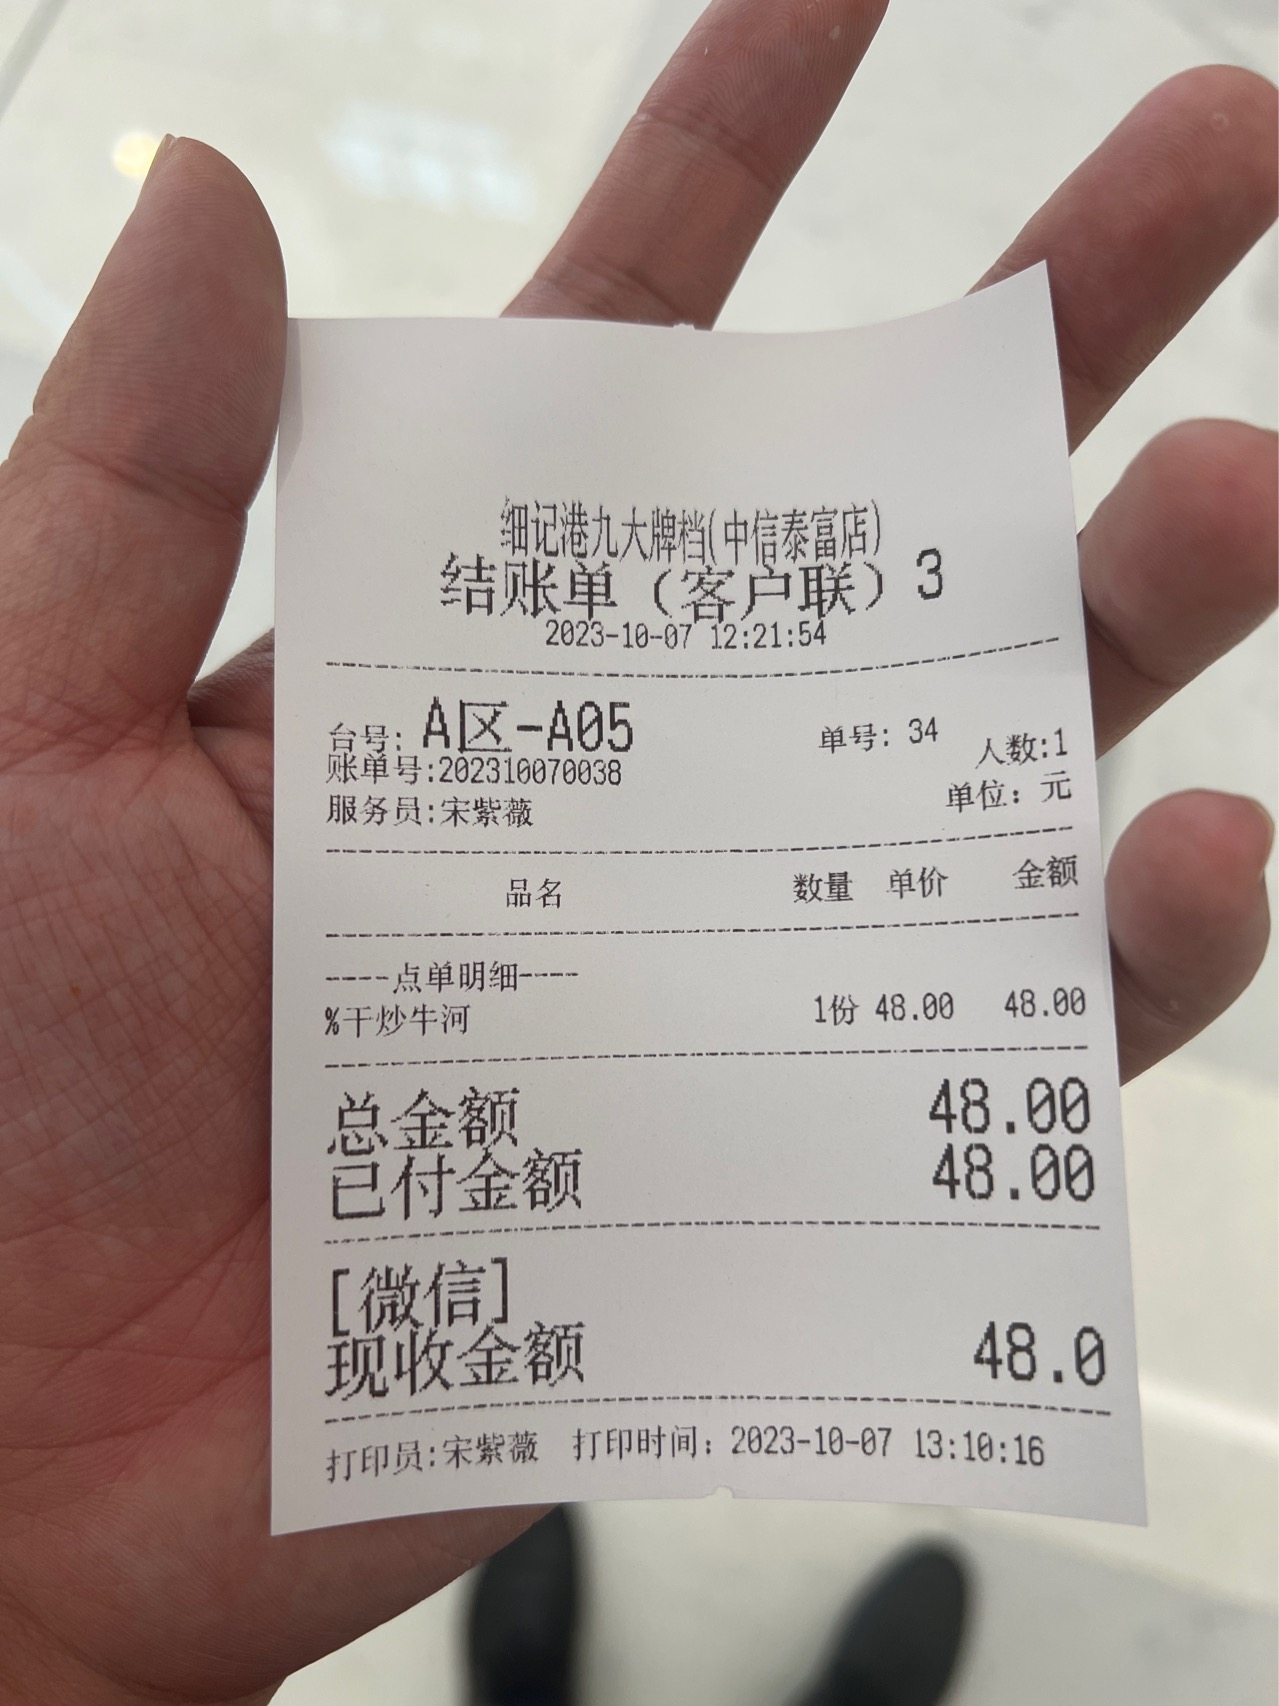 细记港九大牌档(中信泰富店)
结账单（客户联）3
2023-10-07 12:21:54
台号: A区-A05 单号: 34 人数:1
账单号:202310070038 单位: 元
服务员:宋紫薇
品名 数量 单价 金额
----点单明细----
%干炒牛河 1份 48.00 48.00
总金额 48.00
已付金额 48.00
[微信]
现收金额 48.0
打印员:宋紫薇 打印时间: 2023-10-07 13:10:16